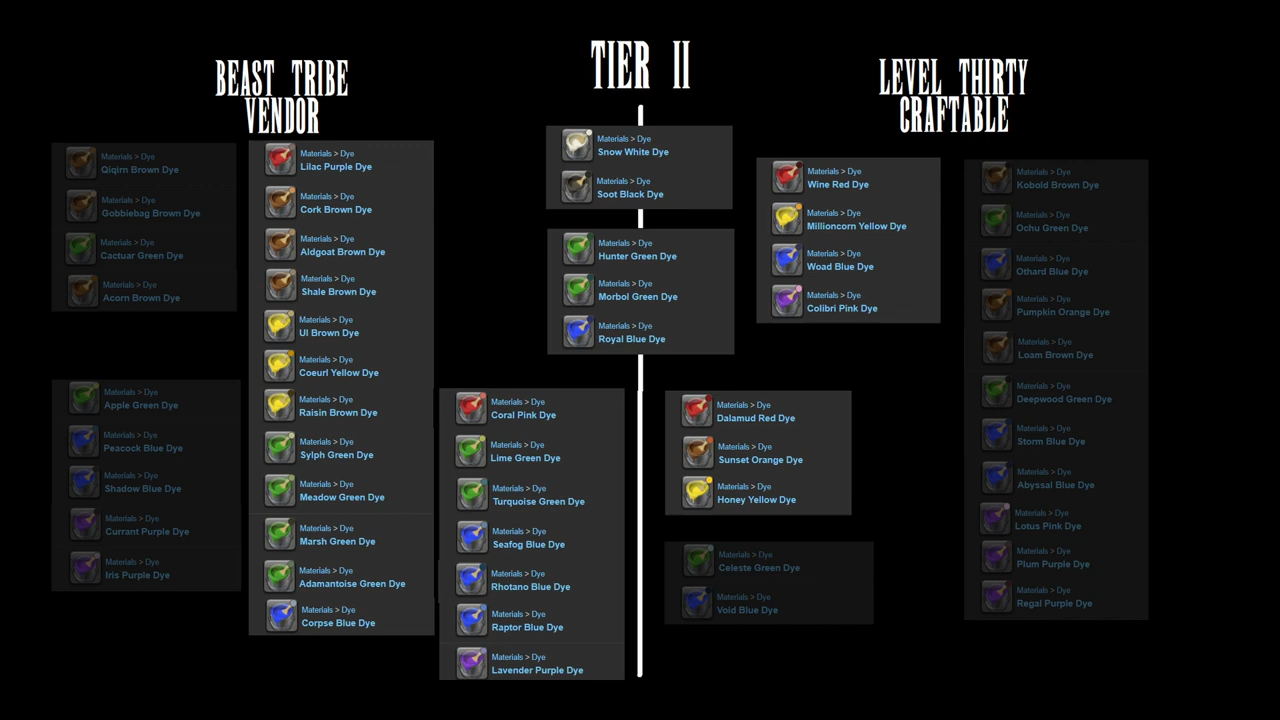 TIER II
BEAST TRIBE
VENDOR
LEVEL THIRTY
CRAFTABLE
Materials > Dye
Qiqirn Brown Dye
Materials > Dye
Gobbiebag Brown Dye
Materials > Dye
Cactuar Green Dye
Materials > Dye
Acorn Brown Dye
Materials > Dye
Apple Green Dye
Materials > Dye
Peacock Blue Dye
Materials > Dye
Shadow Blue Dye
Materials > Dye
Currant Purple Dye
Materials > Dye
Iris Purple Dye
Materials > Dye
Lilac Purple Dye
Materials > Dye
Cork Brown Dye
Materials > Dye
Aldgoat Brown Dye
Materials > Dye
Shale Brown Dye
Materials > Dye
Ul Brown Dye
Materials > Dye
Coeurl Yellow Dye
Materials > Dye
Raisin Brown Dye
Materials > Dye
Sylph Green Dye
Materials > Dye
Meadow Green Dye
Materials > Dye
Marsh Green Dye
Materials > Dye
Adamantoise Green Dye
Materials > Dye
Corpse Blue Dye
Materials > Dye
Coral Pink Dye
Materials > Dye
Lime Green Dye
Materials > Dye
Turquoise Green Dye
Materials > Dye
Seafog Blue Dye
Materials > Dye
Rhotano Blue Dye
Materials > Dye
Raptor Blue Dye
Materials > Dye
Lavender Purple Dye
Materials > Dye
Snow White Dye
Materials > Dye
Soot Black Dye
Materials > Dye
Hunter Green Dye
Materials > Dye
Morbol Green Dye
Materials > Dye
Royal Blue Dye
Materials > Dye
Dalamud Red Dye
Materials > Dye
Sunset Orange Dye
Materials > Dye
Honey Yellow Dye
Materials > Dye
Celeste Green Dye
Materials > Dye
Void Blue Dye
Materials > Dye
Wine Red Dye
Materials > Dye
Millioncorn Yellow Dye
Materials > Dye
Woad Blue Dye
Materials > Dye
Colibri Pink Dye
Materials > Dye
Kobold Brown Dye
Materials > Dye
Ochu Green Dye
Materials > Dye
Othard Blue Dye
Materials > Dye
Pumpkin Orange Dye
Materials > Dye
Loam Brown Dye
Materials > Dye
Deepwood Green Dye
Materials > Dye
Storm Blue Dye
Materials > Dye
Abyssal Blue Dye
Materials > Dye
Lotus Pink Dye
Materials > Dye
Plum Purple Dye
Materials > Dye
Regal Purple Dye